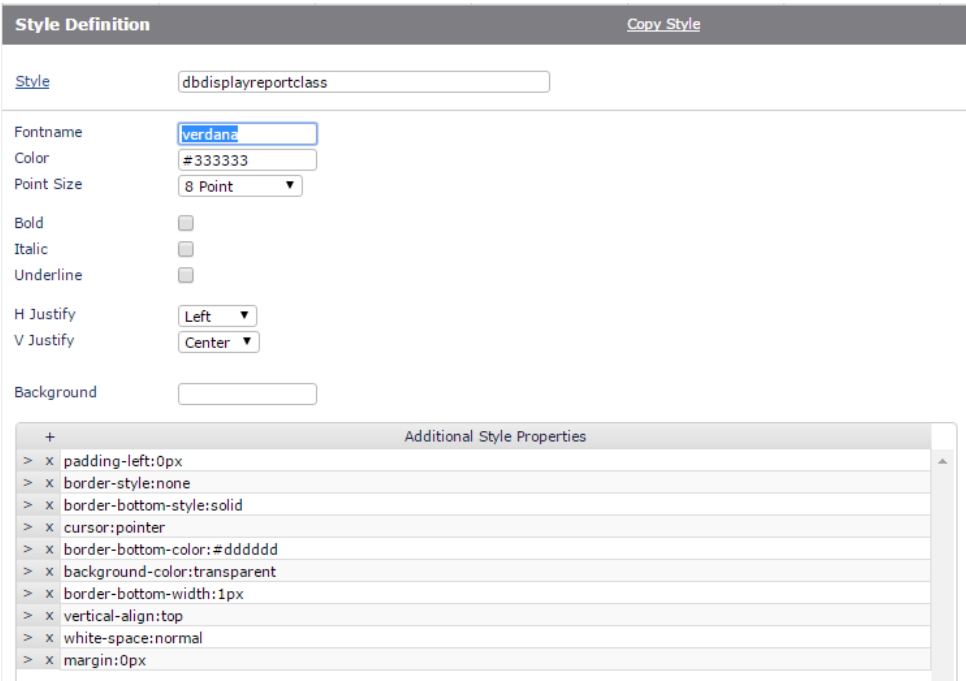 Style Definition Copy Style
Style dbdisplayreportclass
Fontname verdana
Color #333333
Point Size 8 Point
Bold
Italic
Underline
H Justify Left
V Justify Center
Background
+ Additional Style Properties
> x padding-left:0px
> x border-style:none
> x border-bottom-style:solid
> x cursor:pointer
> x border-bottom-color:#dddddd
> x background-color:transparent
> x border-bottom-width:1px
> x vertical-align:top
> x white-space:normal
> x margin:0px